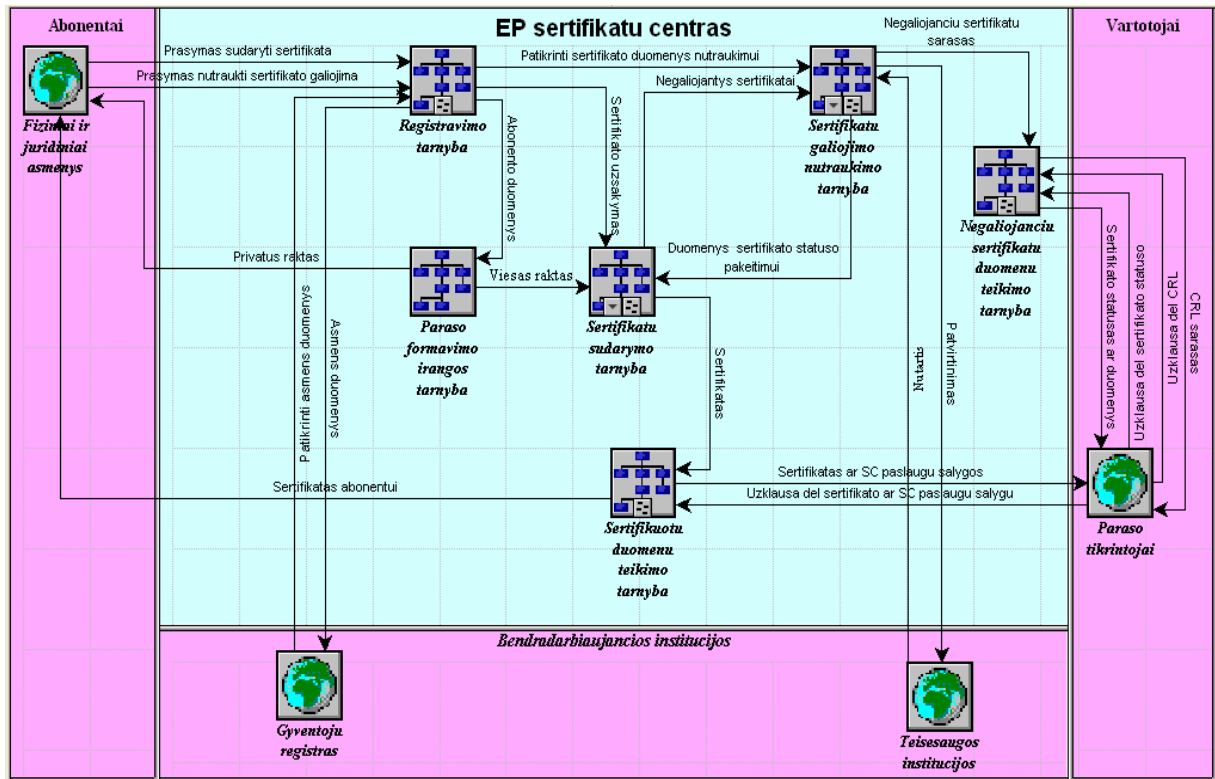 Abonentai
EP sertifikatu centras
Negaliojanciu sertifikatu
sarasas
Vartotojai
Prasymas sudaryti sertifikata
Patikrinti sertifikato duomenys nutraukimui
Prasymas nutraukti sertifikato galiojima
Negaliojantys sertifikatai
Fiziniai ir
juridiniai
asmenys
Registravimo
tarnyba
Sertifikatu
galiojimo
nutraukimo
tarnyba
Abonento duomenys
Sertifikato uzsakymas
Negaliojanciu
sertifikatu
duomenu
teikimo
tarnyba
Privatus raktas
Viesas raktas
Duomenys sertifikato statuso
pakeitimui
Paraso
formavimo
irangos
tarnyba
Sertifikatu
sudarymo
tarnyba
Patikrinti asmens duomenys
Asmens duomenys
Sertifikatas
Nutartis
Patvirtinimas
Sertifikato statusas ar duomenys
Uzklausa del sertifikato statuso
Uzklausa del CRL
CRL sarasas
Sertifikatas abonentui
Sertifikatas ar SC paslaugu salygos
Uzklausa del sertifikato ar SC paslaugu salygu
Sertifikuotu
duomenu
teikimo
tarnyba
Paraso
tikrintojai
Bendradarbiaujancios institucijos
Gyventoju
registras
Teisesaugos
institucijos